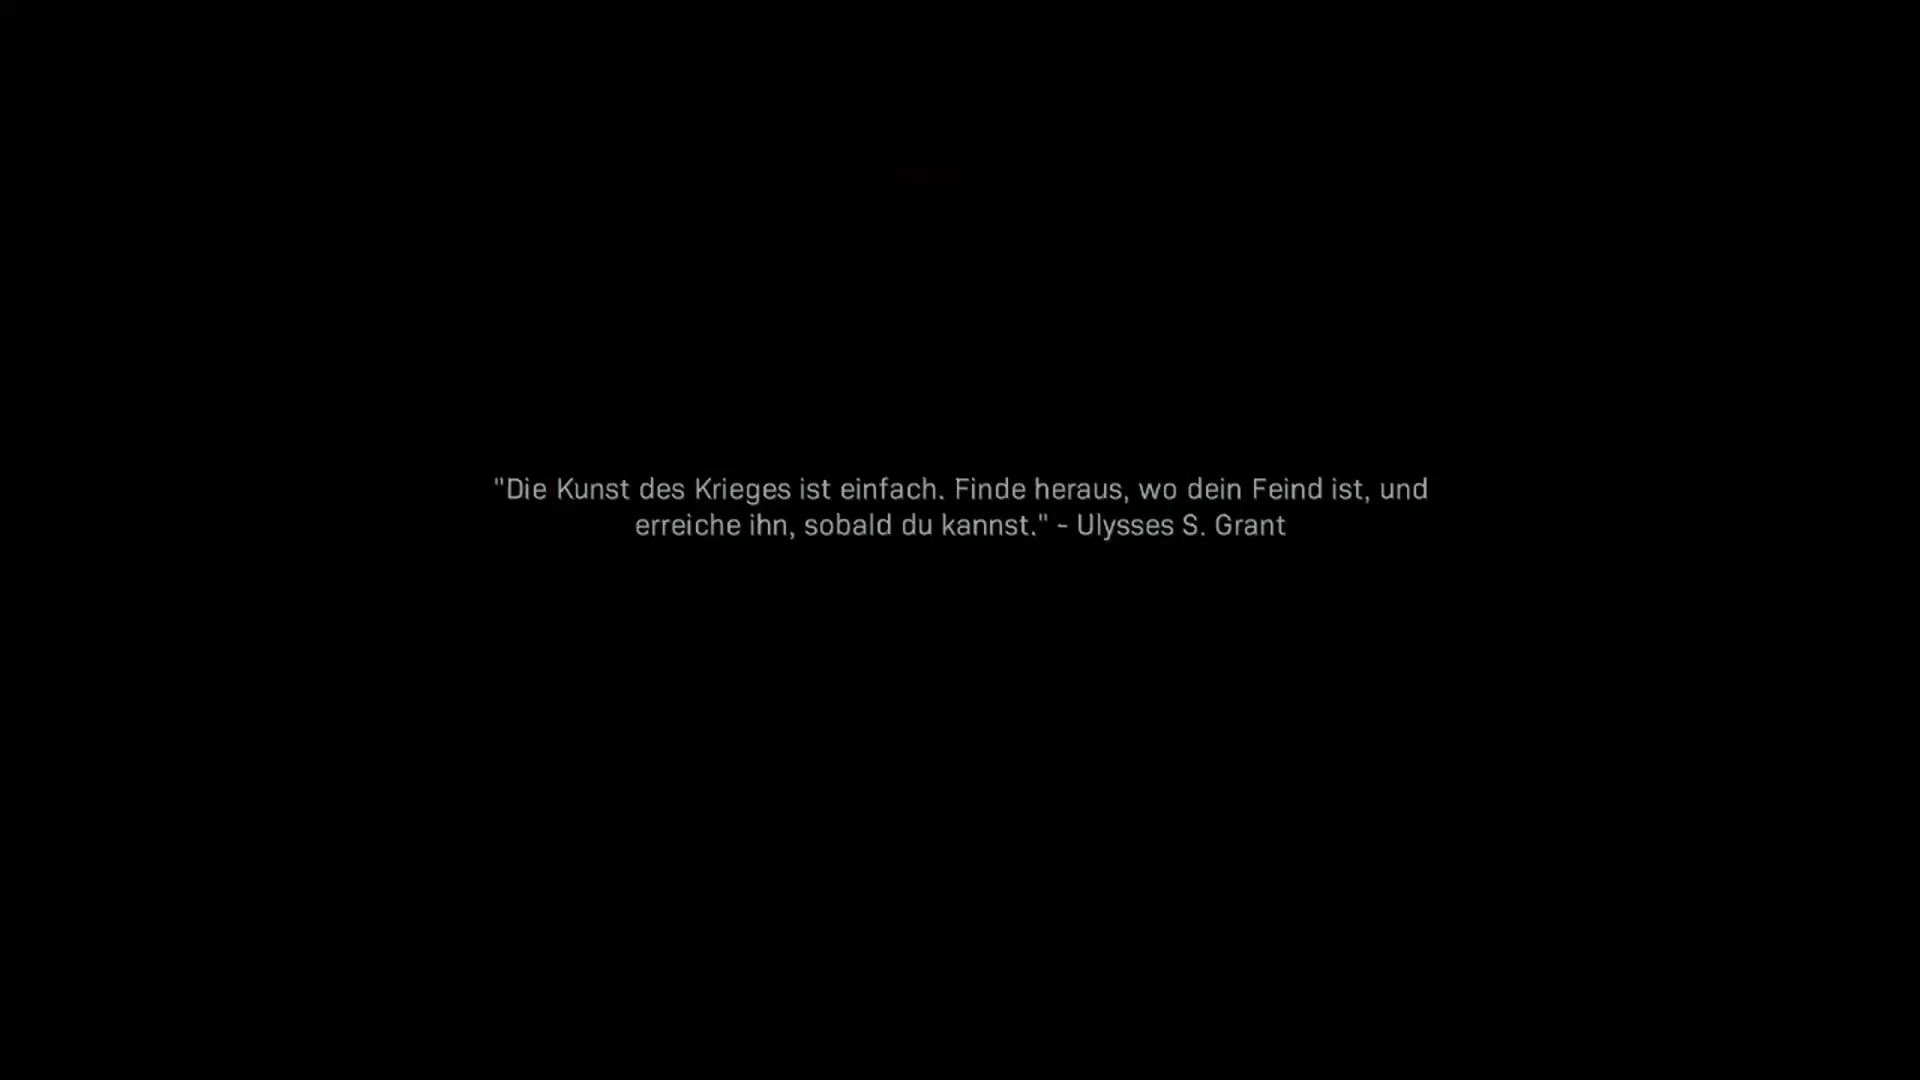 "Die Kunst des Krieges ist einfach. Finde heraus, wo dein Feind ist, und
erreiche ihn, sobald du kannst." - Ulysses S. Grant